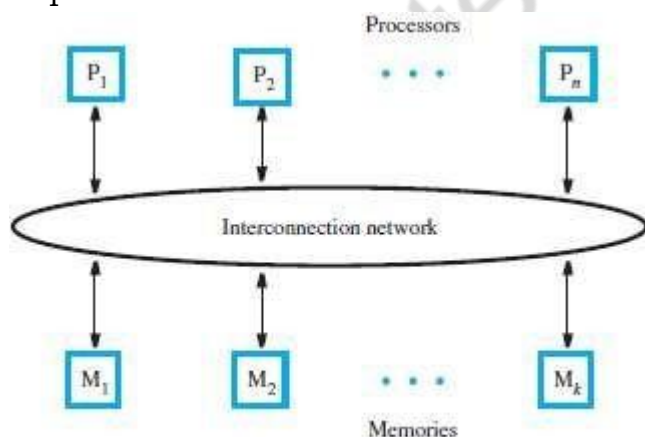 Processors
P1 P2 ... Pn
Interconnection network
M1 M2 ... Mk
Memories